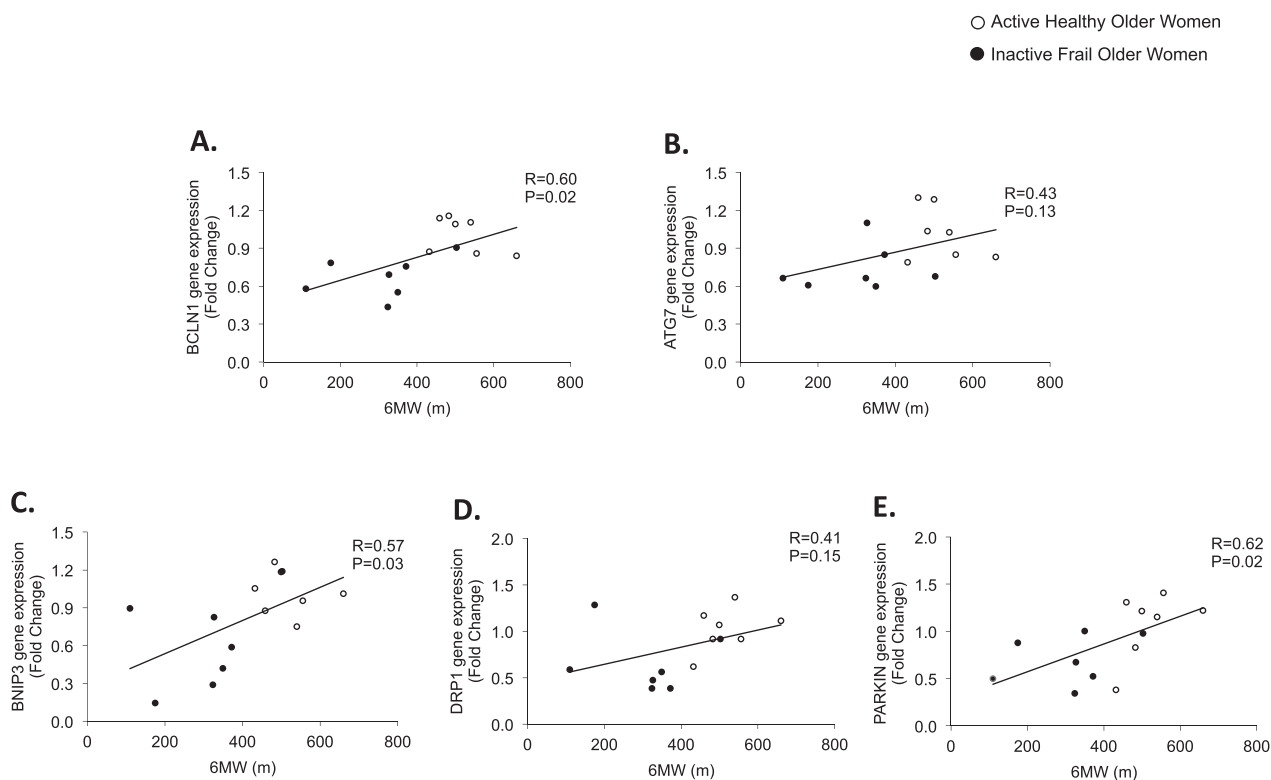 Active Healthy Older Women
Inactive Frail Older Women
A.
BCLN1 gene expression
(Fold Change)
1.5
1.2
0.9
0.6
0.3
0.0
0 200 400 600 800
6MW (m)
R=0.60
P=0.02
B.
ATG7 gene expression
(Fold Change)
1.5
1.2
0.9
0.6
0.3
0.0
0 200 400 600 800
6MW (m)
R=0.43
P=0.13
C.
BNIP3 gene expression
(Fold Change)
1.5
1.2
0.9
0.6
0.3
0.0
0 200 400 600 800
6MW (m)
R=0.57
P=0.03
D.
DRP1 gene expression
(Fold Change)
2.0
1.5
1.0
0.5
0.0
0 200 400 600 800
6MW (m)
R=0.41
P=0.15
E.
PARKIN gene expression
(Fold Change)
2.0
1.5
1.0
0.5
0.0
0 200 400 600 800
6MW (m)
R=0.62
P=0.02